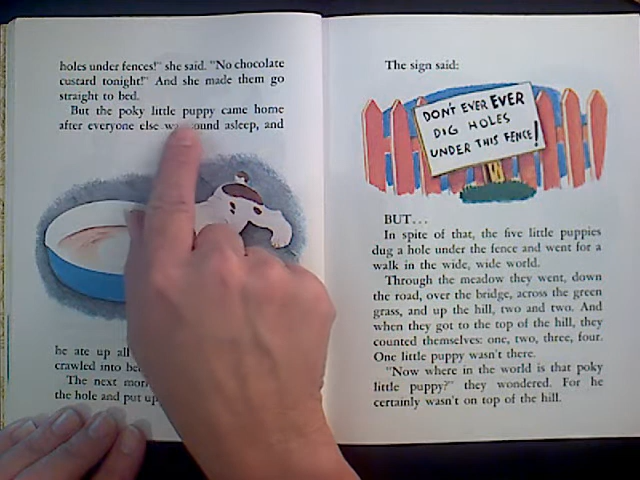 holes under fences!" she said. "No chocolate
custard tonight!" And she made them go
straight to bed.
But the poky little puppy came home
after everyone else was sound asleep, and
he ate up all
crawled into
The next
the hole and put up
The sign said:
DON'T EVER EVER
DIG HOLES
UNDER THIS FENCE!
BUT...
In spite of that, the five little puppies
dug a hole under the fence and went for a
walk in the wide, wide world.
Through the meadow they went, down
the road, over the bridge, across the green
grass, and up the hill, two and two. And
when they got to the top of the hill, they
counted themselves: one, two, three, four.
One little puppy wasn't there.
"Now where in the world is that poky
little puppy?" they wondered. For he
certainly wasn't on top of the hill.